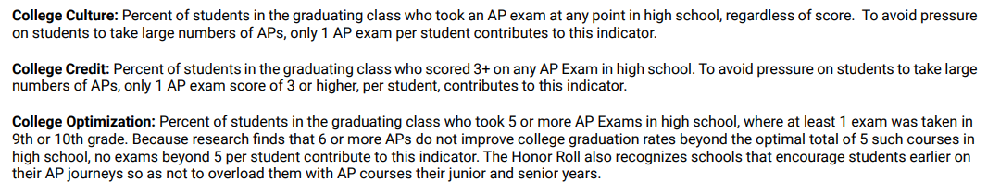 College Culture: Percent of students in the graduating class who took an AP exam at any point in high school, regardless of score.  To avoid pressure
on students to take large numbers of APs, only 1 AP exam per student contributes to this indicator.
College Credit: Percent of students in the graduating class who scored 3+ on any AP Exam in high school. To avoid pressure on students to take large
numbers of APs, only 1 AP exam score of 3 or higher, per student, contributes to this indicator.
College Optimization: Percent of students in the graduating class who took 5 or more AP Exams in high school, where at least 1 exam was taken in
9th or 10th grade. Because research finds that 6 or more APs do not improve college graduation rates beyond the optimal total of 5 such courses in
high school, no exams beyond 5 per student contribute to this indicator. The Honor Roll also recognizes schools that encourage students earlier on
their AP journeys so as not to overload them with AP courses their junior and senior years.